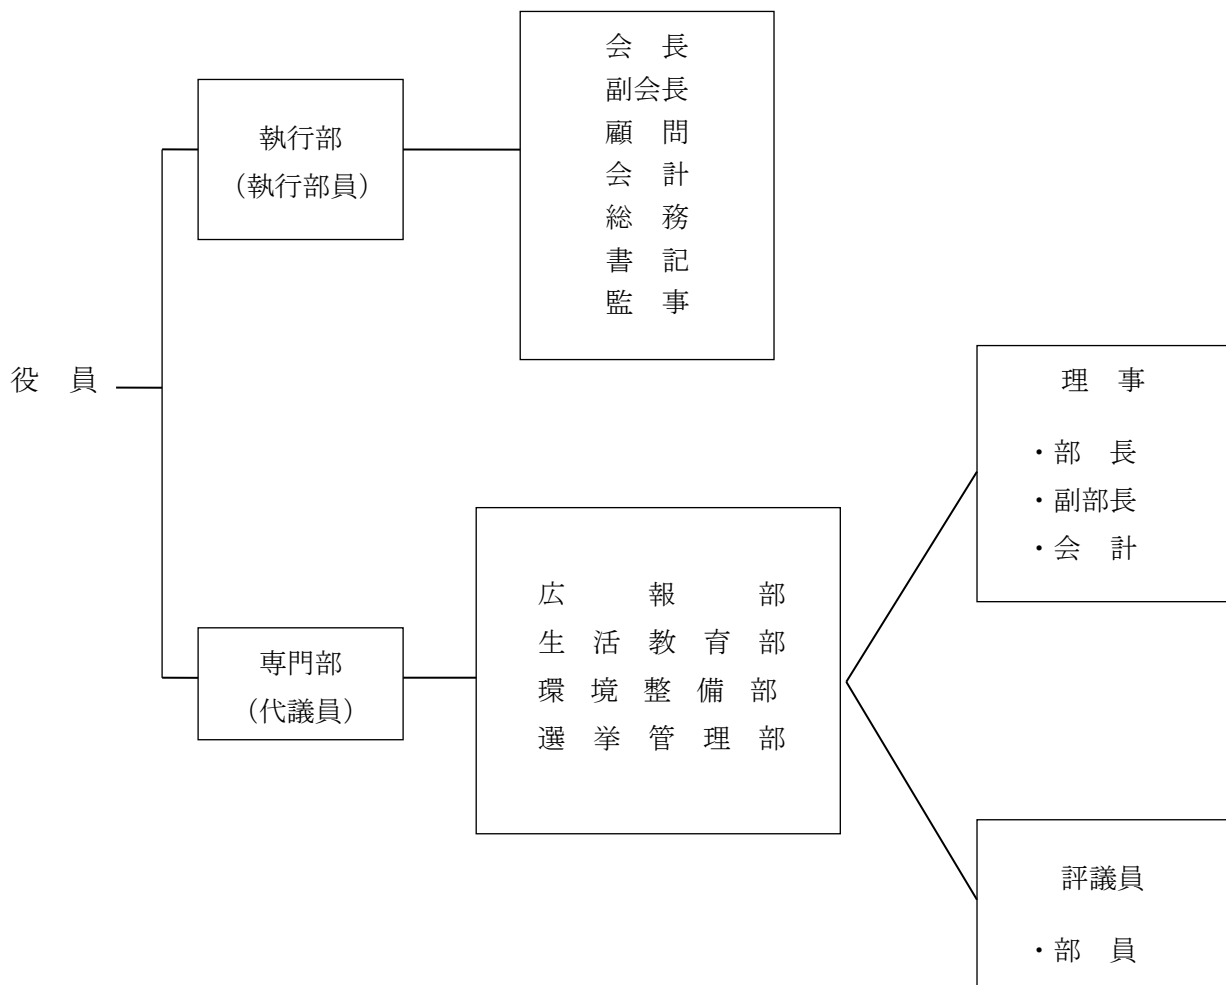 役　員
執行部
（執行部員）
会　長
副会長
顧　問
会　計
総　務
書　記
監　事
専門部
（代議員）
広　報　部
生活教育部
環境整備部
選挙管理部
理　事
・部　長
・副部長
・会　計
評議員
・部　員